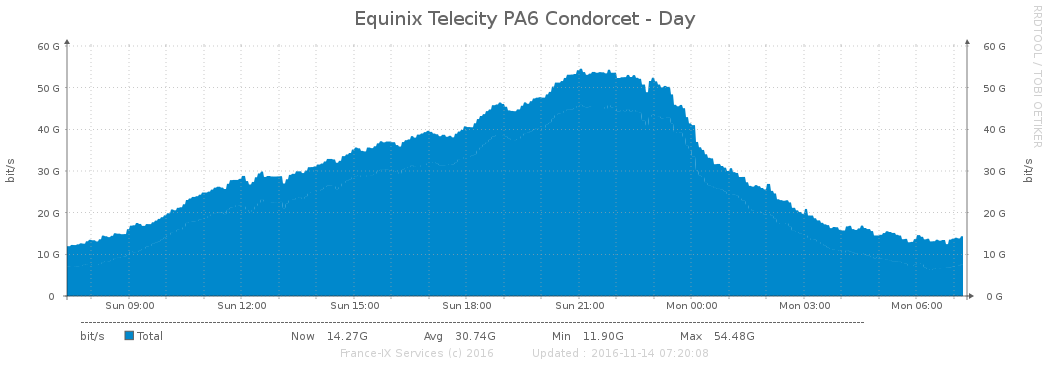 Equinix Telecity PA6 Condorcet - Day
RRDTOOL / TOBI OETIKER
bit/s
bit/s
60 G 60 G
50 G 50 G
40 G 40 G
30 G 30 G
20 G 20 G
10 G 10 G
0 0 G
Sun 09:00 Sun 12:00 Sun 15:00 Sun 18:00 Sun 21:00 Mon 00:00 Mon 03:00 Mon 06:00
bit/s Total Now 14.27G Avg 30.74G Min 11.90G Max 54.48G
France-IX Services (c) 2016 Updated : 2016-11-14 07:20:08